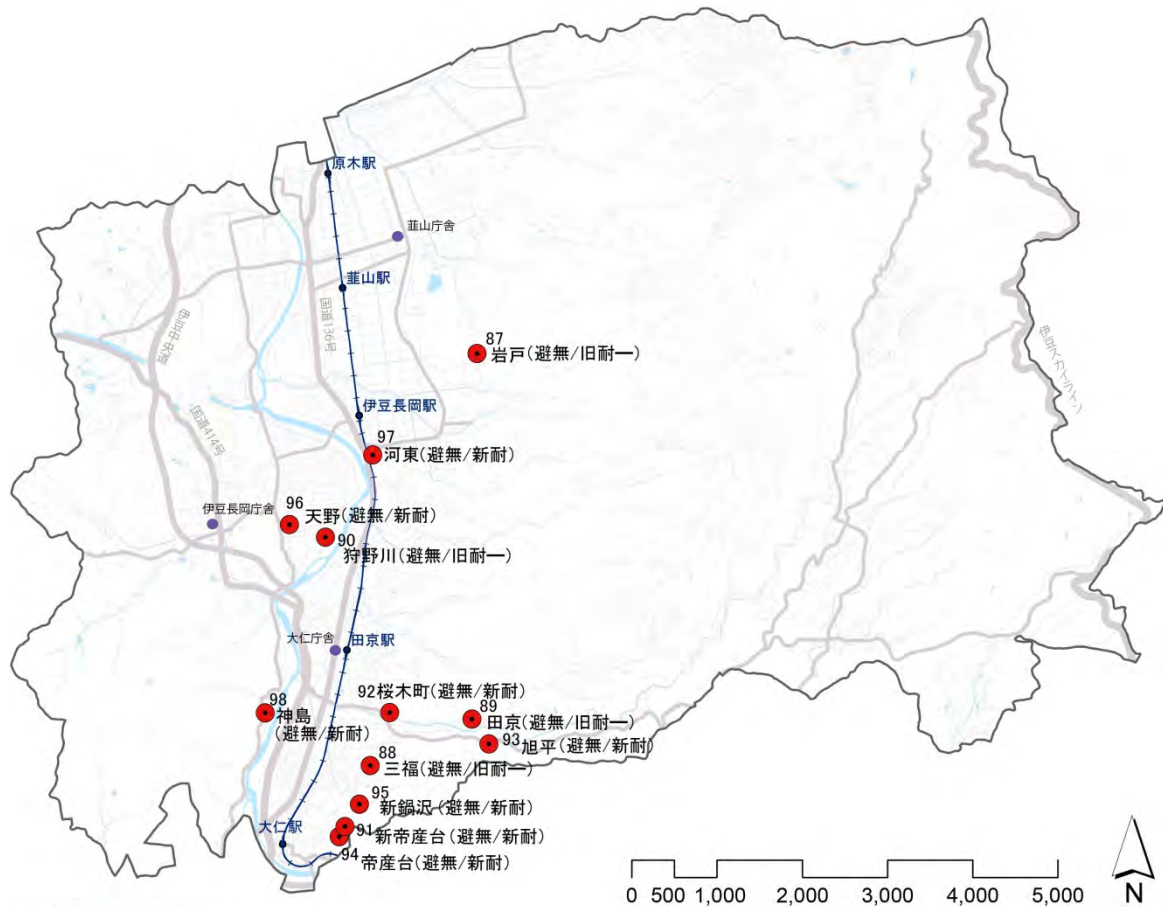 原木駅
韮山庁舎
韮山駅
国道136号
伊豆中央道
87
岩戸(避無/旧耐ー)
伊豆スカイライン
伊豆長岡駅
国道414号
97
河東(避無/新耐)
伊豆長岡庁舎
96
天野(避無/新耐)
90
狩野川(避無/旧耐ー)
大仁庁舎
田京駅
92桜木町(避無/新耐)
98
神島
(避無/新耐)
89
田京(避無/旧耐ー)
93旭平(避無/新耐)
88
三福(避無/旧耐ー)
95
新鍋沢(避無/新耐)
大仁駅
91
新帝産台(避無/新耐)
94
帝産台(避無/新耐)
0 500 1,000 2,000 3,000 4,000 5,000
N